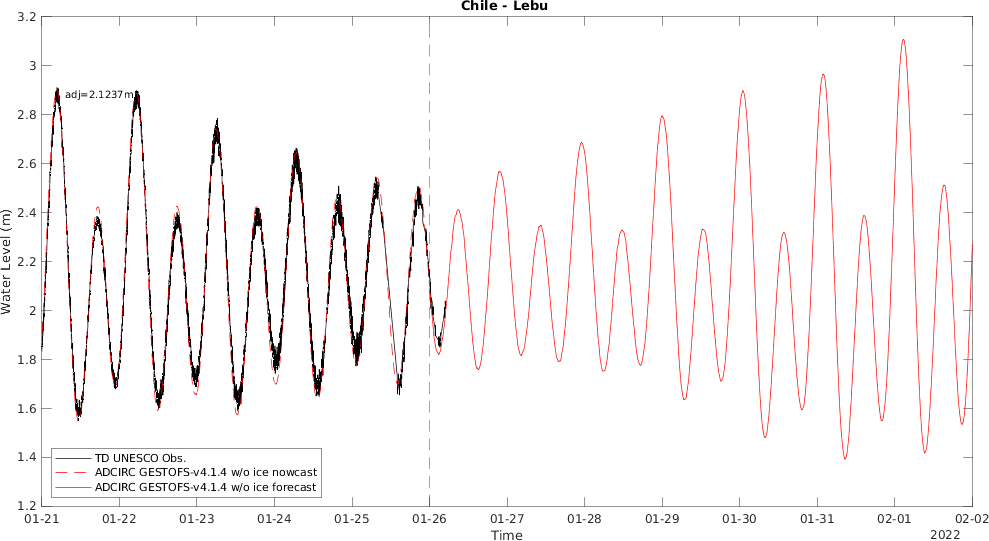 Chile - Lebu
Water Level (m)
3.2
3
2.8
2.6
2.4
2.2
2
1.8
1.6
1.4
1.2
adj=2.1237m
TD UNESCO Obs.
ADCIRC GESTOFS-v4.1.4 w/o ice nowcast
ADCIRC GESTOFS-v4.1.4 w/o ice forecast
01-21 01-22 01-23 01-24 01-25 01-26 01-27 01-28 01-29 01-30 01-31 02-01 02-02
Time
2022